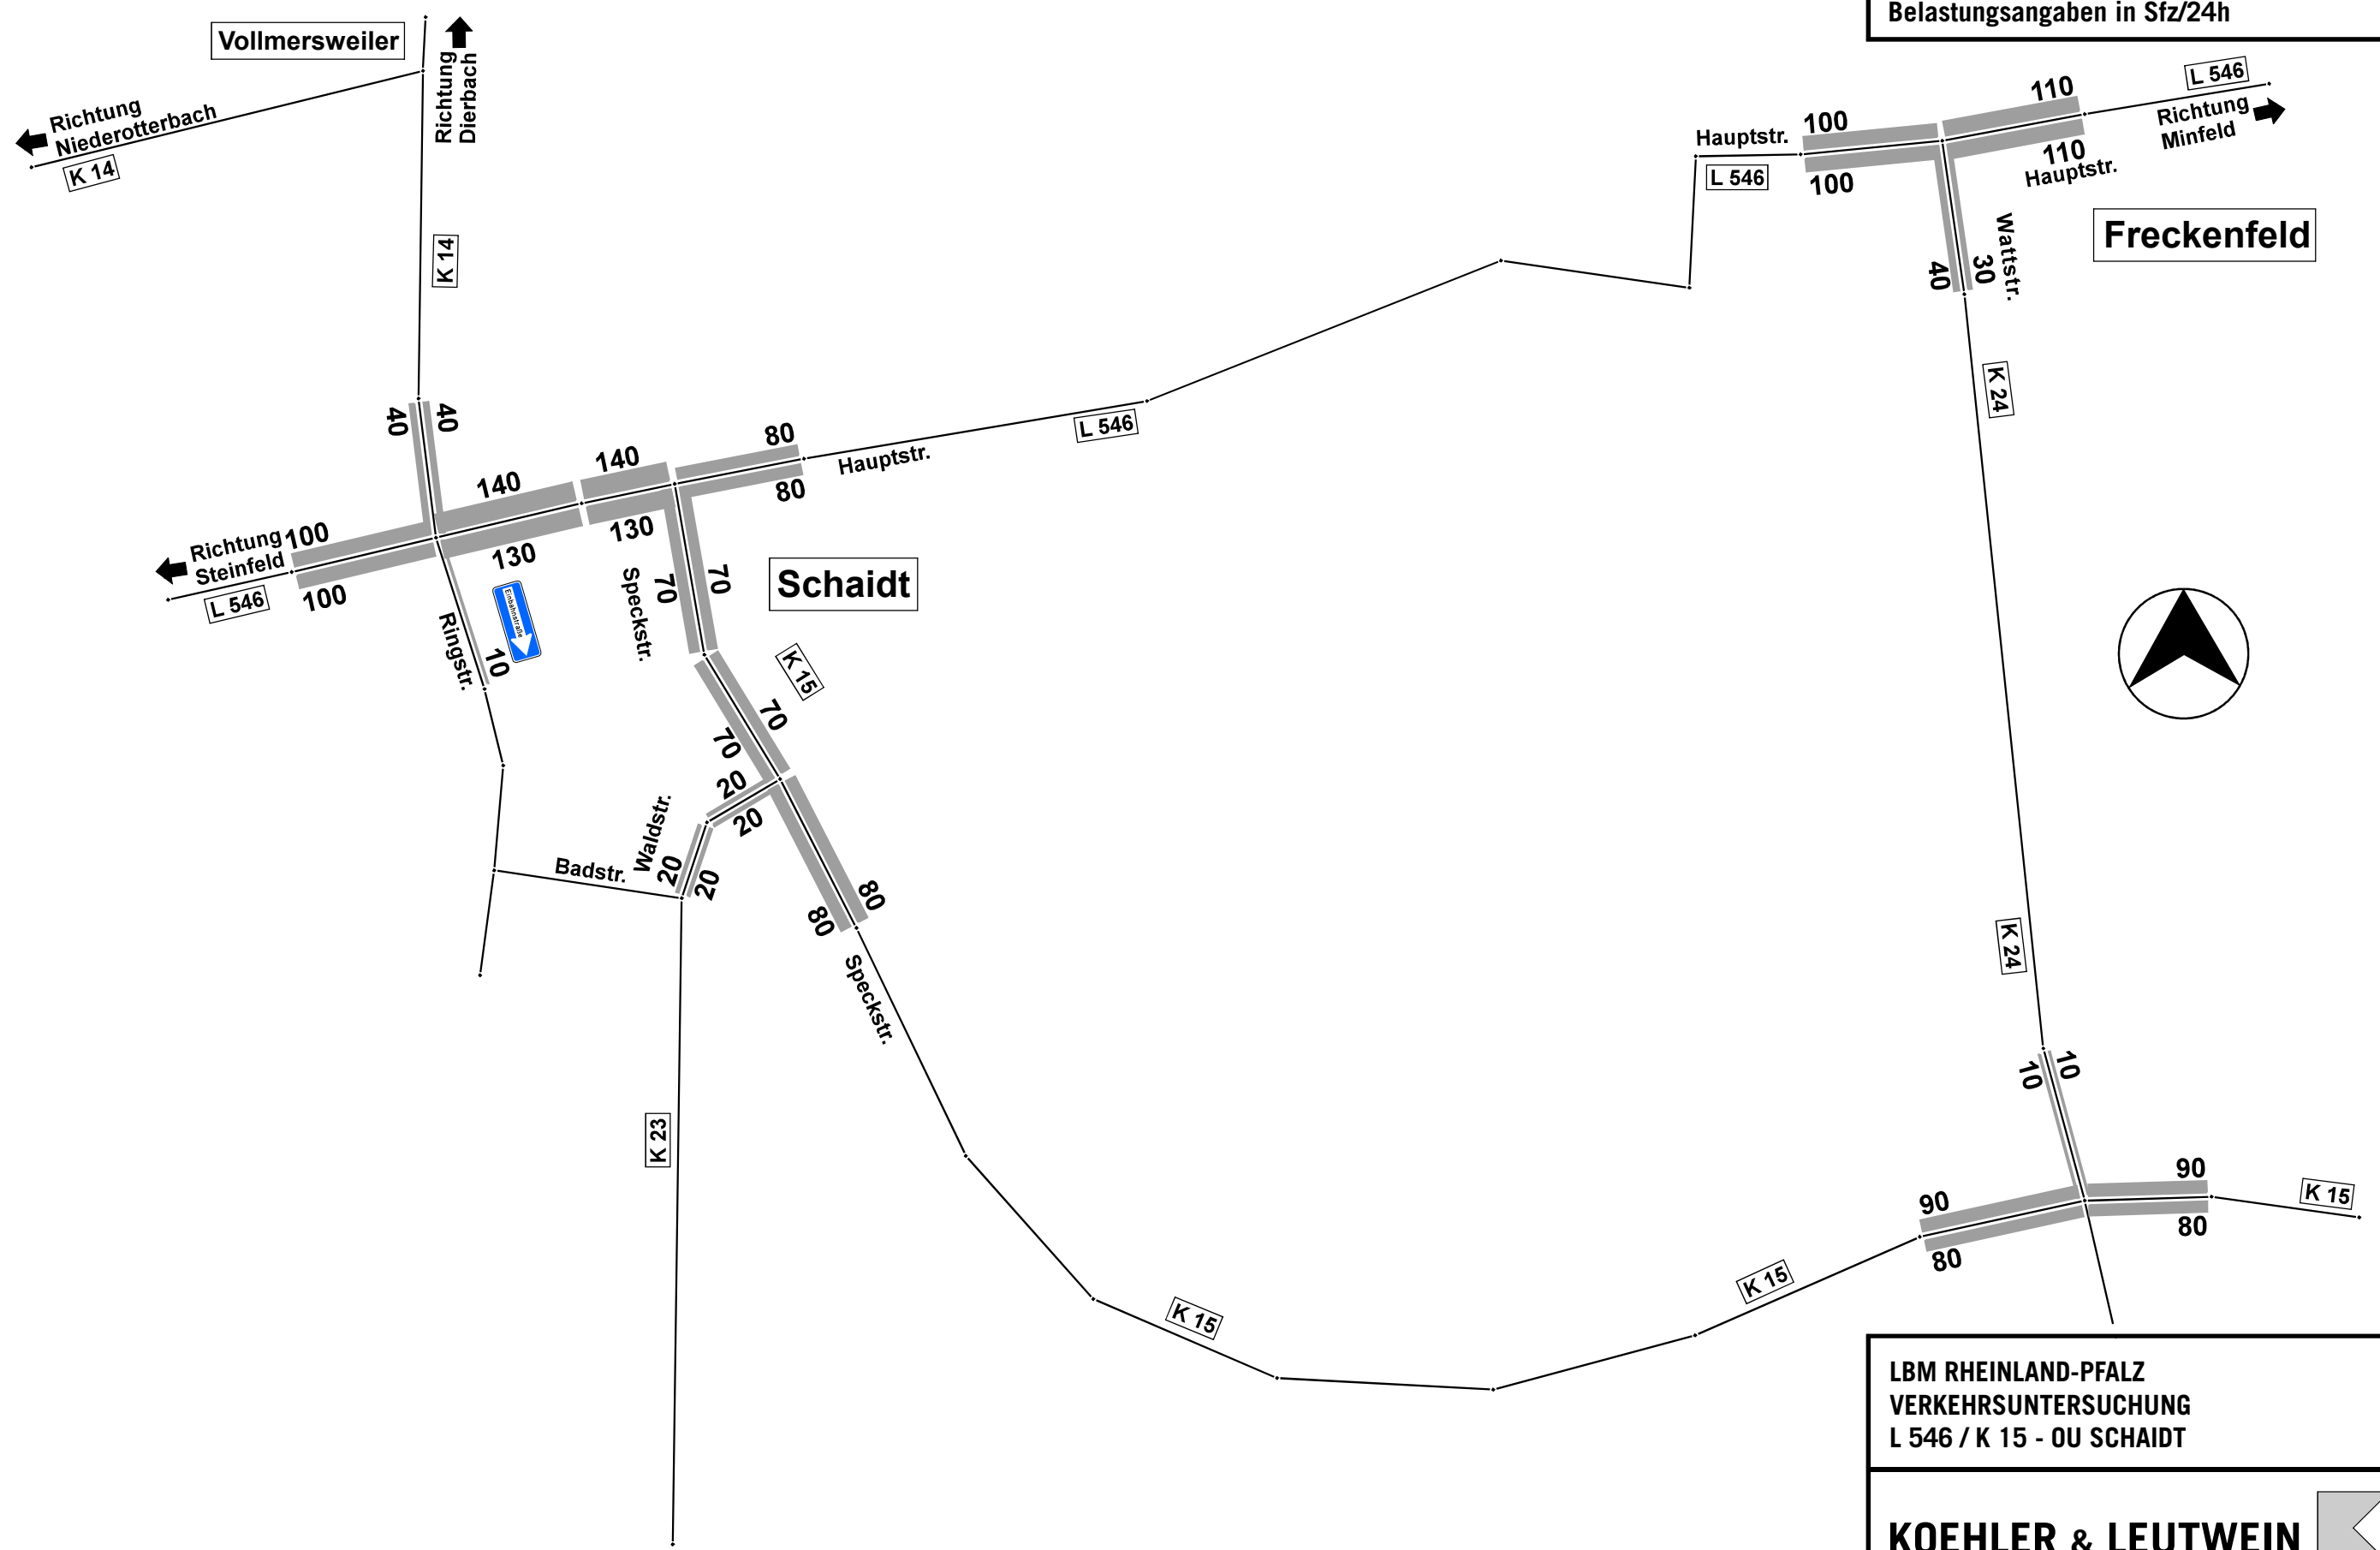 Belastungsangaben in Sfz/24h
Vollmersweiler
Richtung
Dierbach
Richtung
Niederotterbach
K 14
K 14
L 546
Richtung
Minfeld
110
110
Hauptstr.
Hauptstr.
L 546
100
100
Freckenfeld
Wattstr.
30
40
K 24
40
40
140
140
80
80
Hauptstr.
L 546
130
130
100
100
Richtung
Steinfeld
L 546
Ringstr.
10
Einbahnstraße
Speckstr.
70
70
Schaidt
K 15
70
70
20
20
Waldstr.
20
20
Badstr.
80
80
Speckstr.
K 24
K 23
10
10
90
80
90
80
K 15
K 15
K 15
LBM RHEINLAND-PFALZ
VERKEHRSUNTERSUCHUNG
L 546 / K 15 - OU SCHAIDT
KOEHLER & LEUTWEIN